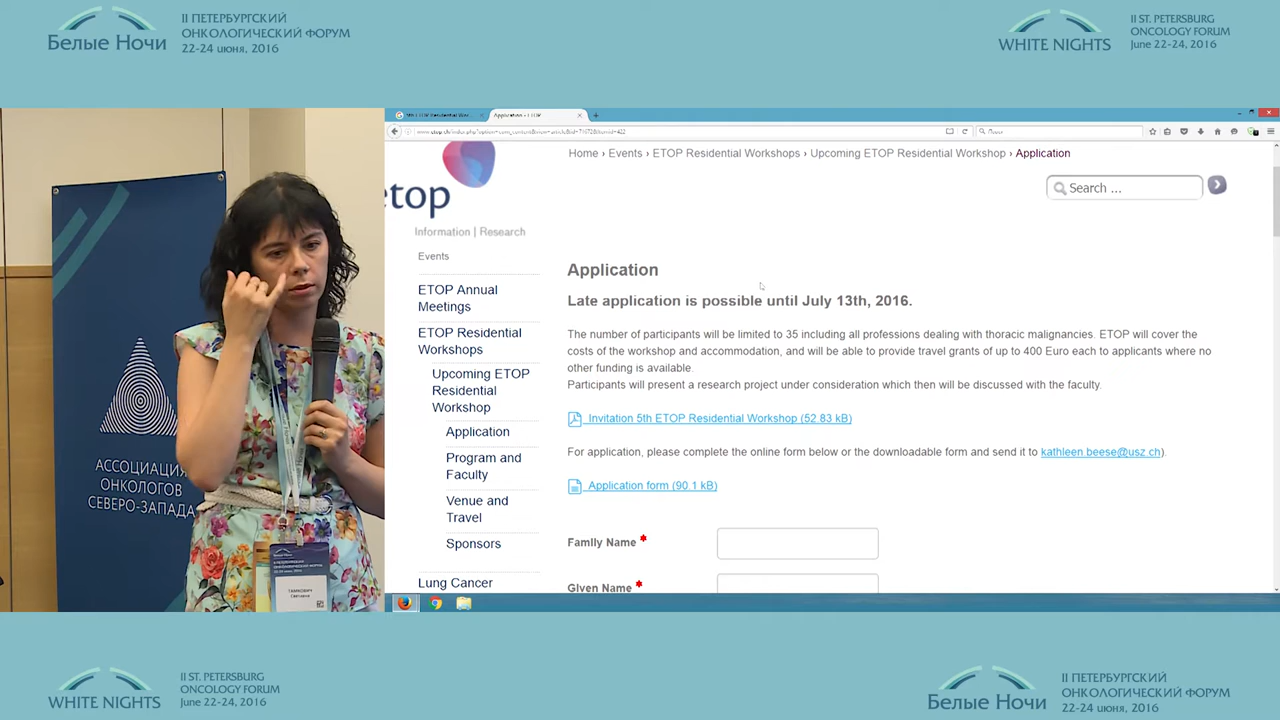 Белые Ночи
II ПЕТЕРБУРГСКИЙ
ОНКОЛОГИЧЕСКИЙ ФОРУМ
22-24 июня, 2016
WHITE NIGHTS
II ST. PETERSBURG
ONCOLOGY FORUM
June 22-24, 2016
АССОЦИАЦИЯ
ОНКОЛОГОВ
СЕВЕРО-ЗАПАДА
Application - ETOP
Home › Events › ETOP Residential Workshops › Upcoming ETOP Residential Workshop › Application
Search ...
etop
Information | Research
Events
ETOP Annual
Meetings
ETOP Residential
Workshops
Upcoming ETOP
Residential
Workshop
Application
Program and
Faculty
Venue and
Travel
Sponsors
Lung Cancer
Application
Late application is possible until July 13th, 2016.
The number of participants will be limited to 35 including all professions dealing with thoracic malignancies. ETOP will cover the
costs of the workshop and accommodation, and will be able to provide travel grants of up to 400 Euro each to applicants where no
other funding is available.
Participants will present a research project under consideration which then will be discussed with the faculty.
Invitation 5th ETOP Residential Workshop (52.83 kB)
For application, please complete the online form below or the downloadable form and send it to kathleen.beese@usz.ch).
Application form (90.1 kB)
Family Name *
Given Name *
WHITE NIGHTS
II ST. PETERSBURG
ONCOLOGY FORUM
June 22-24, 2016
Белые Ночи
II ПЕТЕРБУРГСКИЙ
ОНКОЛОГИЧЕСКИЙ ФОРУМ
22-24 июня, 2016